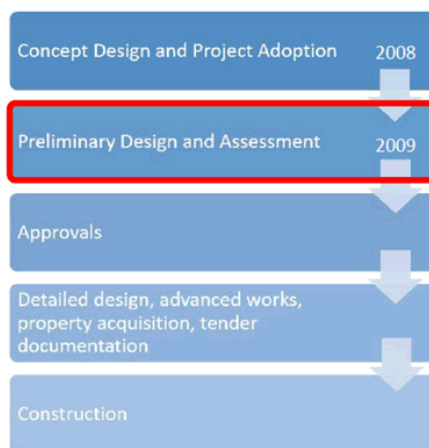 Concept Design and Project Adoption 2008
Preliminary Design and Assessment 2009
Approvals
Detailed design, advanced works,
property acquisition, tender
documentation
Construction